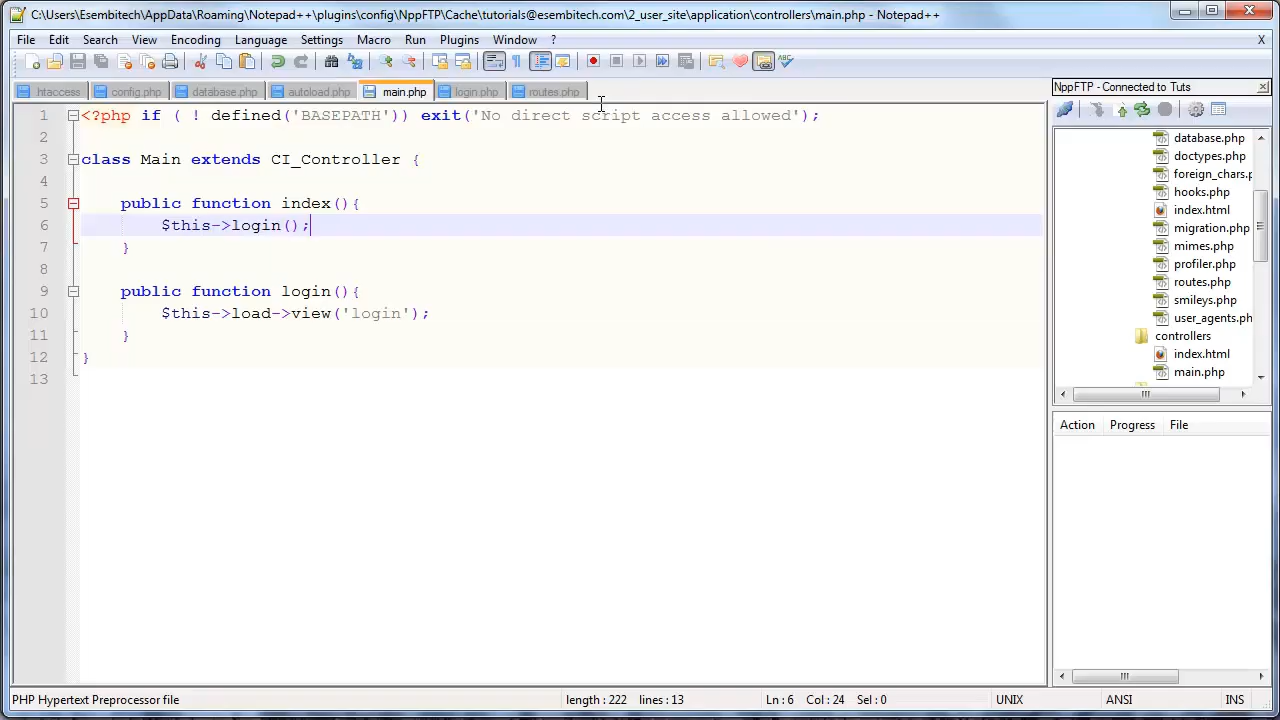 C:\Users\Esembitech\AppData\Roaming\Notepad++\plugins\config\NppFTP\Cache\tutorials@esembitech.com\2_user_site\application\controllers\main.php - Notepad++
File Edit Search View Encoding Language Settings Macro Run Plugins Window ? X
htaccess config.php database.php autoload.php main.php login.php routes.php
1 <?php if ( ! defined('BASEPATH')) exit('No direct script access allowed');
2
3 class Main extends CI_Controller {
4
5 public function index(){
6 $this->login();
7 }
8
9 public function login(){
10 $this->load->view('login');
11 }
12 }
13
NppFTP - Connected to Tuts
database.php
doctypes.php
foreign_chars.p
hooks.php
index.html
migration.php
mimes.php
profiler.php
routes.php
smileys.php
user_agents.ph
controllers
index.html
main.php
Action Progress File
PHP Hypertext Preprocessor file length : 222 lines : 13 Ln : 6 Col : 24 Sel : 0 UNIX ANSI INS